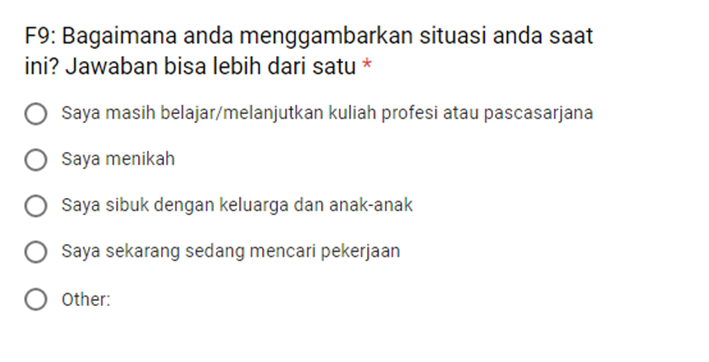 F9: Bagaimana anda menggambarkan situasi anda saat
ini? Jawaban bisa lebih dari satu *
Saya masih belajar/melanjutkan kuliah profesi atau pascasarjana
Saya menikah
Saya sibuk dengan keluarga dan anak-anak
Saya sekarang sedang mencari pekerjaan
Other: